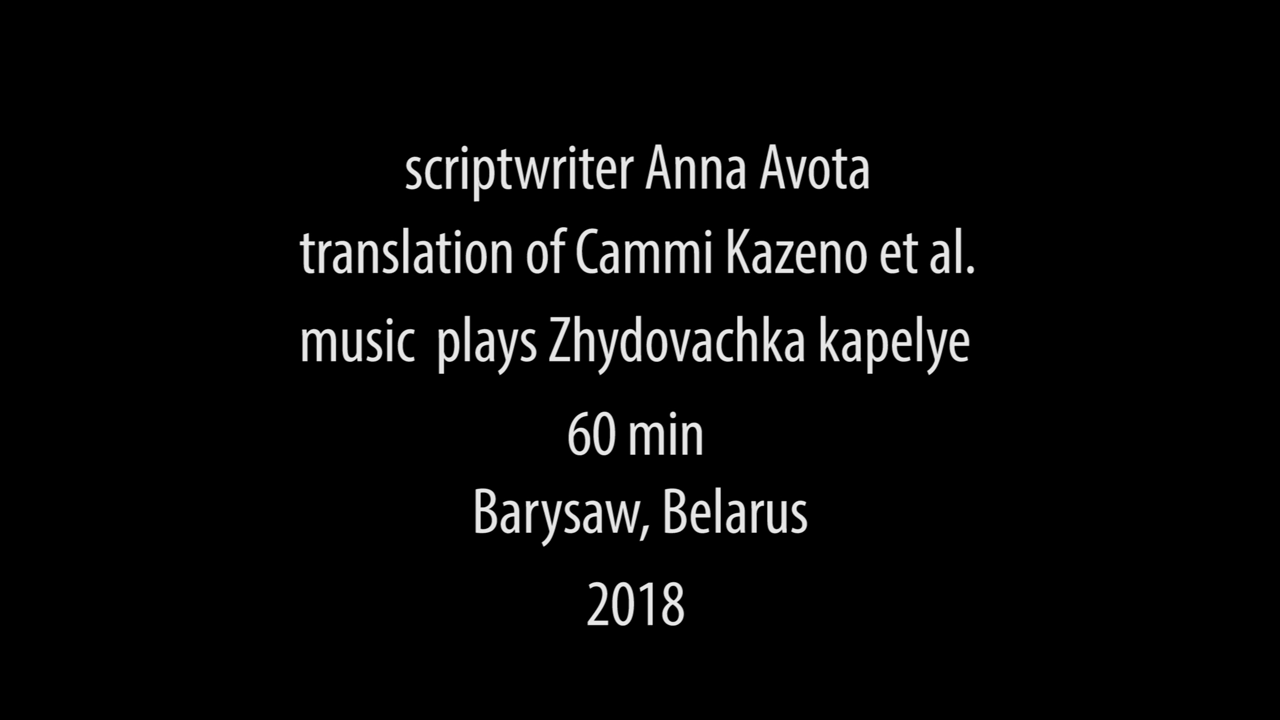 scriptwriter Anna Avota
translation of Cammi Kazeno et al.
music plays Zhydovachka kapelye
60 min
Barysaw, Belarus
2018